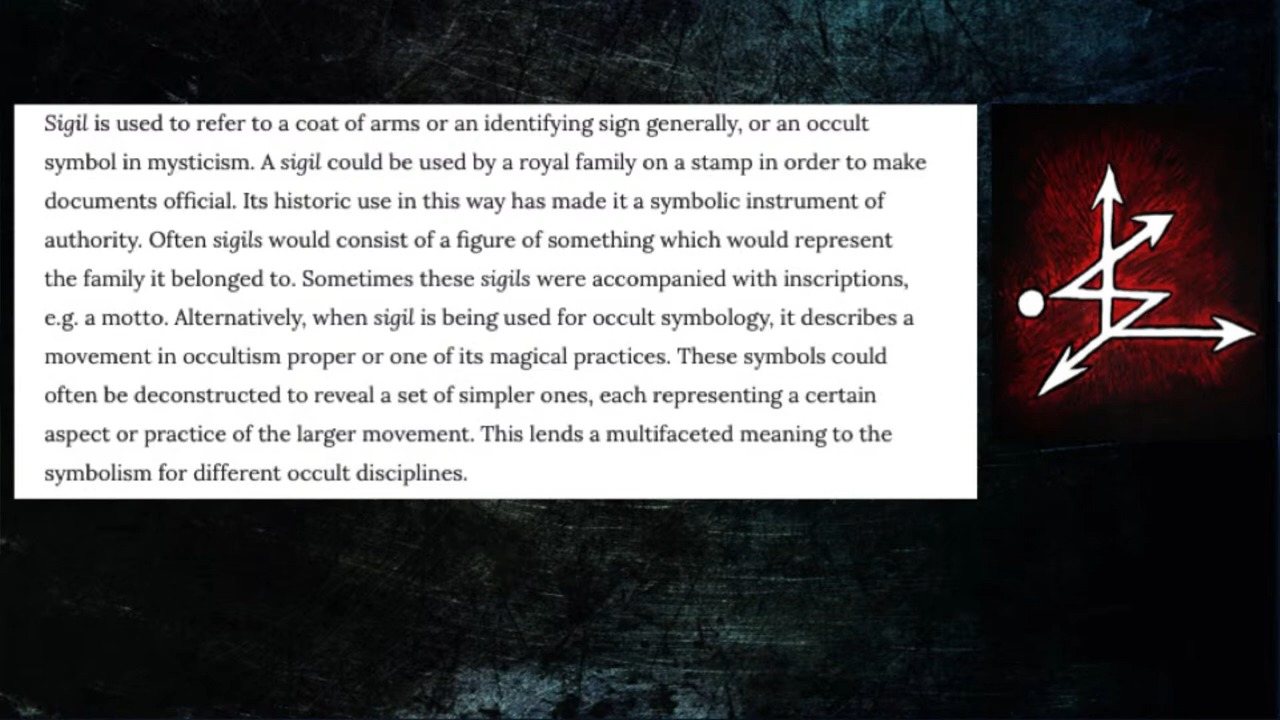 Sigil is used to refer to a coat of arms or an identifying sign generally, or an occult
symbol in mysticism. A sigil could be used by a royal family on a stamp in order to make
documents official. Its historic use in this way has made it a symbolic instrument of
authority. Often sigils would consist of a figure of something which would represent
the family it belonged to. Sometimes these sigils were accompanied with inscriptions,
e.g. a motto. Alternatively, when sigil is being used for occult symbology, it describes a
movement in occultism proper or one of its magical practices. These symbols could
often be deconstructed to reveal a set of simpler ones, each representing a certain
aspect or practice of the larger movement. This lends a multifaceted meaning to the
symbolism for different occult disciplines.